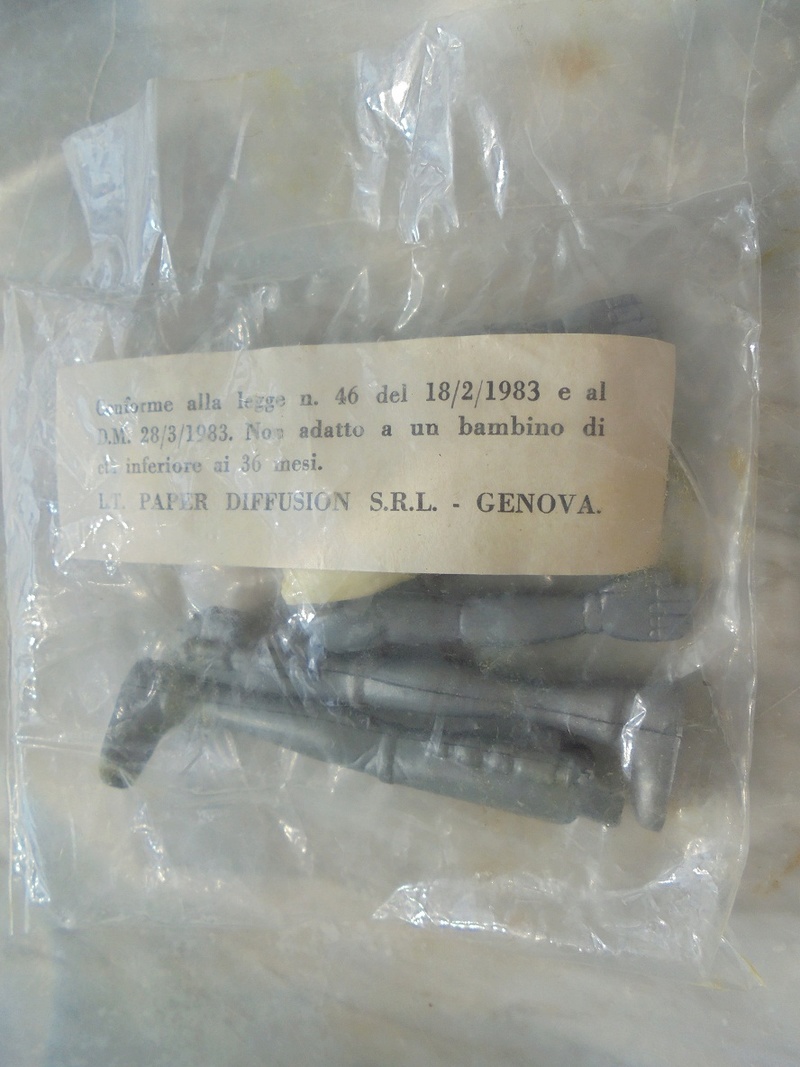 Conforme alla legge n. 46 del 18/2/1983 e al
D.M. 28/3/1983. Non adatto a un bambino di
età inferiore ai 36 mesi.
LT. PAPER DIFFUSION S.R.L. - GENOVA.